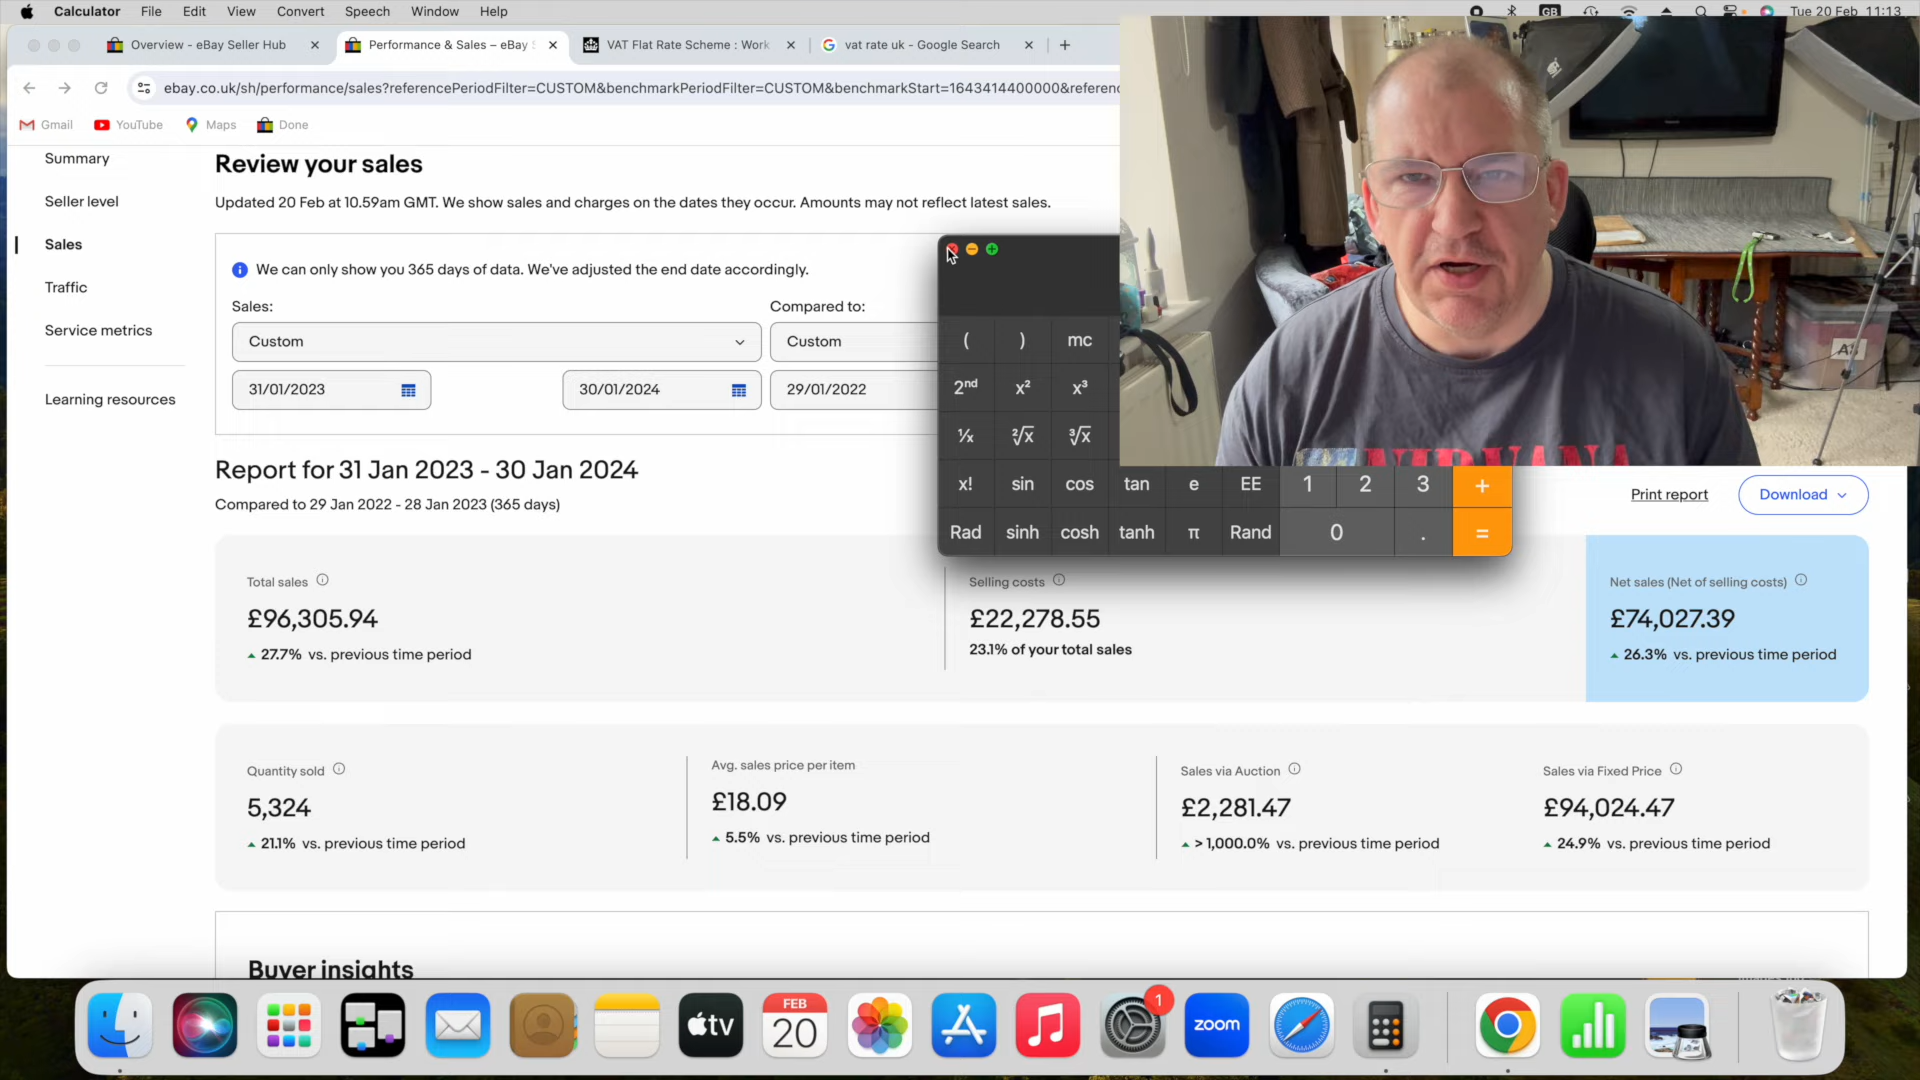 Calculator File Edit View Convert Speech Window Help
GB
Tue 20 Feb 11:13
Overview - eBay Seller Hub
Performance & Sales – eBay S
VAT Flat Rate Scheme : Work
vat rate uk - Google Search
ebay.co.uk/sh/performance/sales?referencePeriodFilter=CUSTOM&benchmarkPeriodFilter=CUSTOM&benchmarkStart=1643414400000&referenc
Gmail YouTube Maps Done
Summary
Seller level
Sales
Traffic
Service metrics
Learning resources
Review your sales
Updated 20 Feb at 10.59am GMT. We show sales and charges on the dates they occur. Amounts may not reflect latest sales.
We can only show you 365 days of data. We've adjusted the end date accordingly.
Sales: Compared to:
Custom Custom
31/01/2023 30/01/2024 29/01/2022
( ) mc
2nd x² x³
¹⁄x ²√x ³√x
x! sin cos tan e EE 1 2 3 +
Rad sinh cosh tanh π Rand 0 . =
A3
NIRVANA
Report for 31 Jan 2023 - 30 Jan 2024
Compared to 29 Jan 2022 - 28 Jan 2023 (365 days)
Print report Download
Total sales
£96,305.94
27.7% vs. previous time period
Selling costs
£22,278.55
23.1% of your total sales
Net sales (Net of selling costs)
£74,027.39
26.3% vs. previous time period
Quantity sold
5,324
21.1% vs. previous time period
Avg. sales price per item
£18.09
5.5% vs. previous time period
Sales via Auction
£2,281.47
> 1,000.0% vs. previous time period
Sales via Fixed Price
£94,024.47
24.9% vs. previous time period
Buyer insights
tv
FEB
20
1
zoom